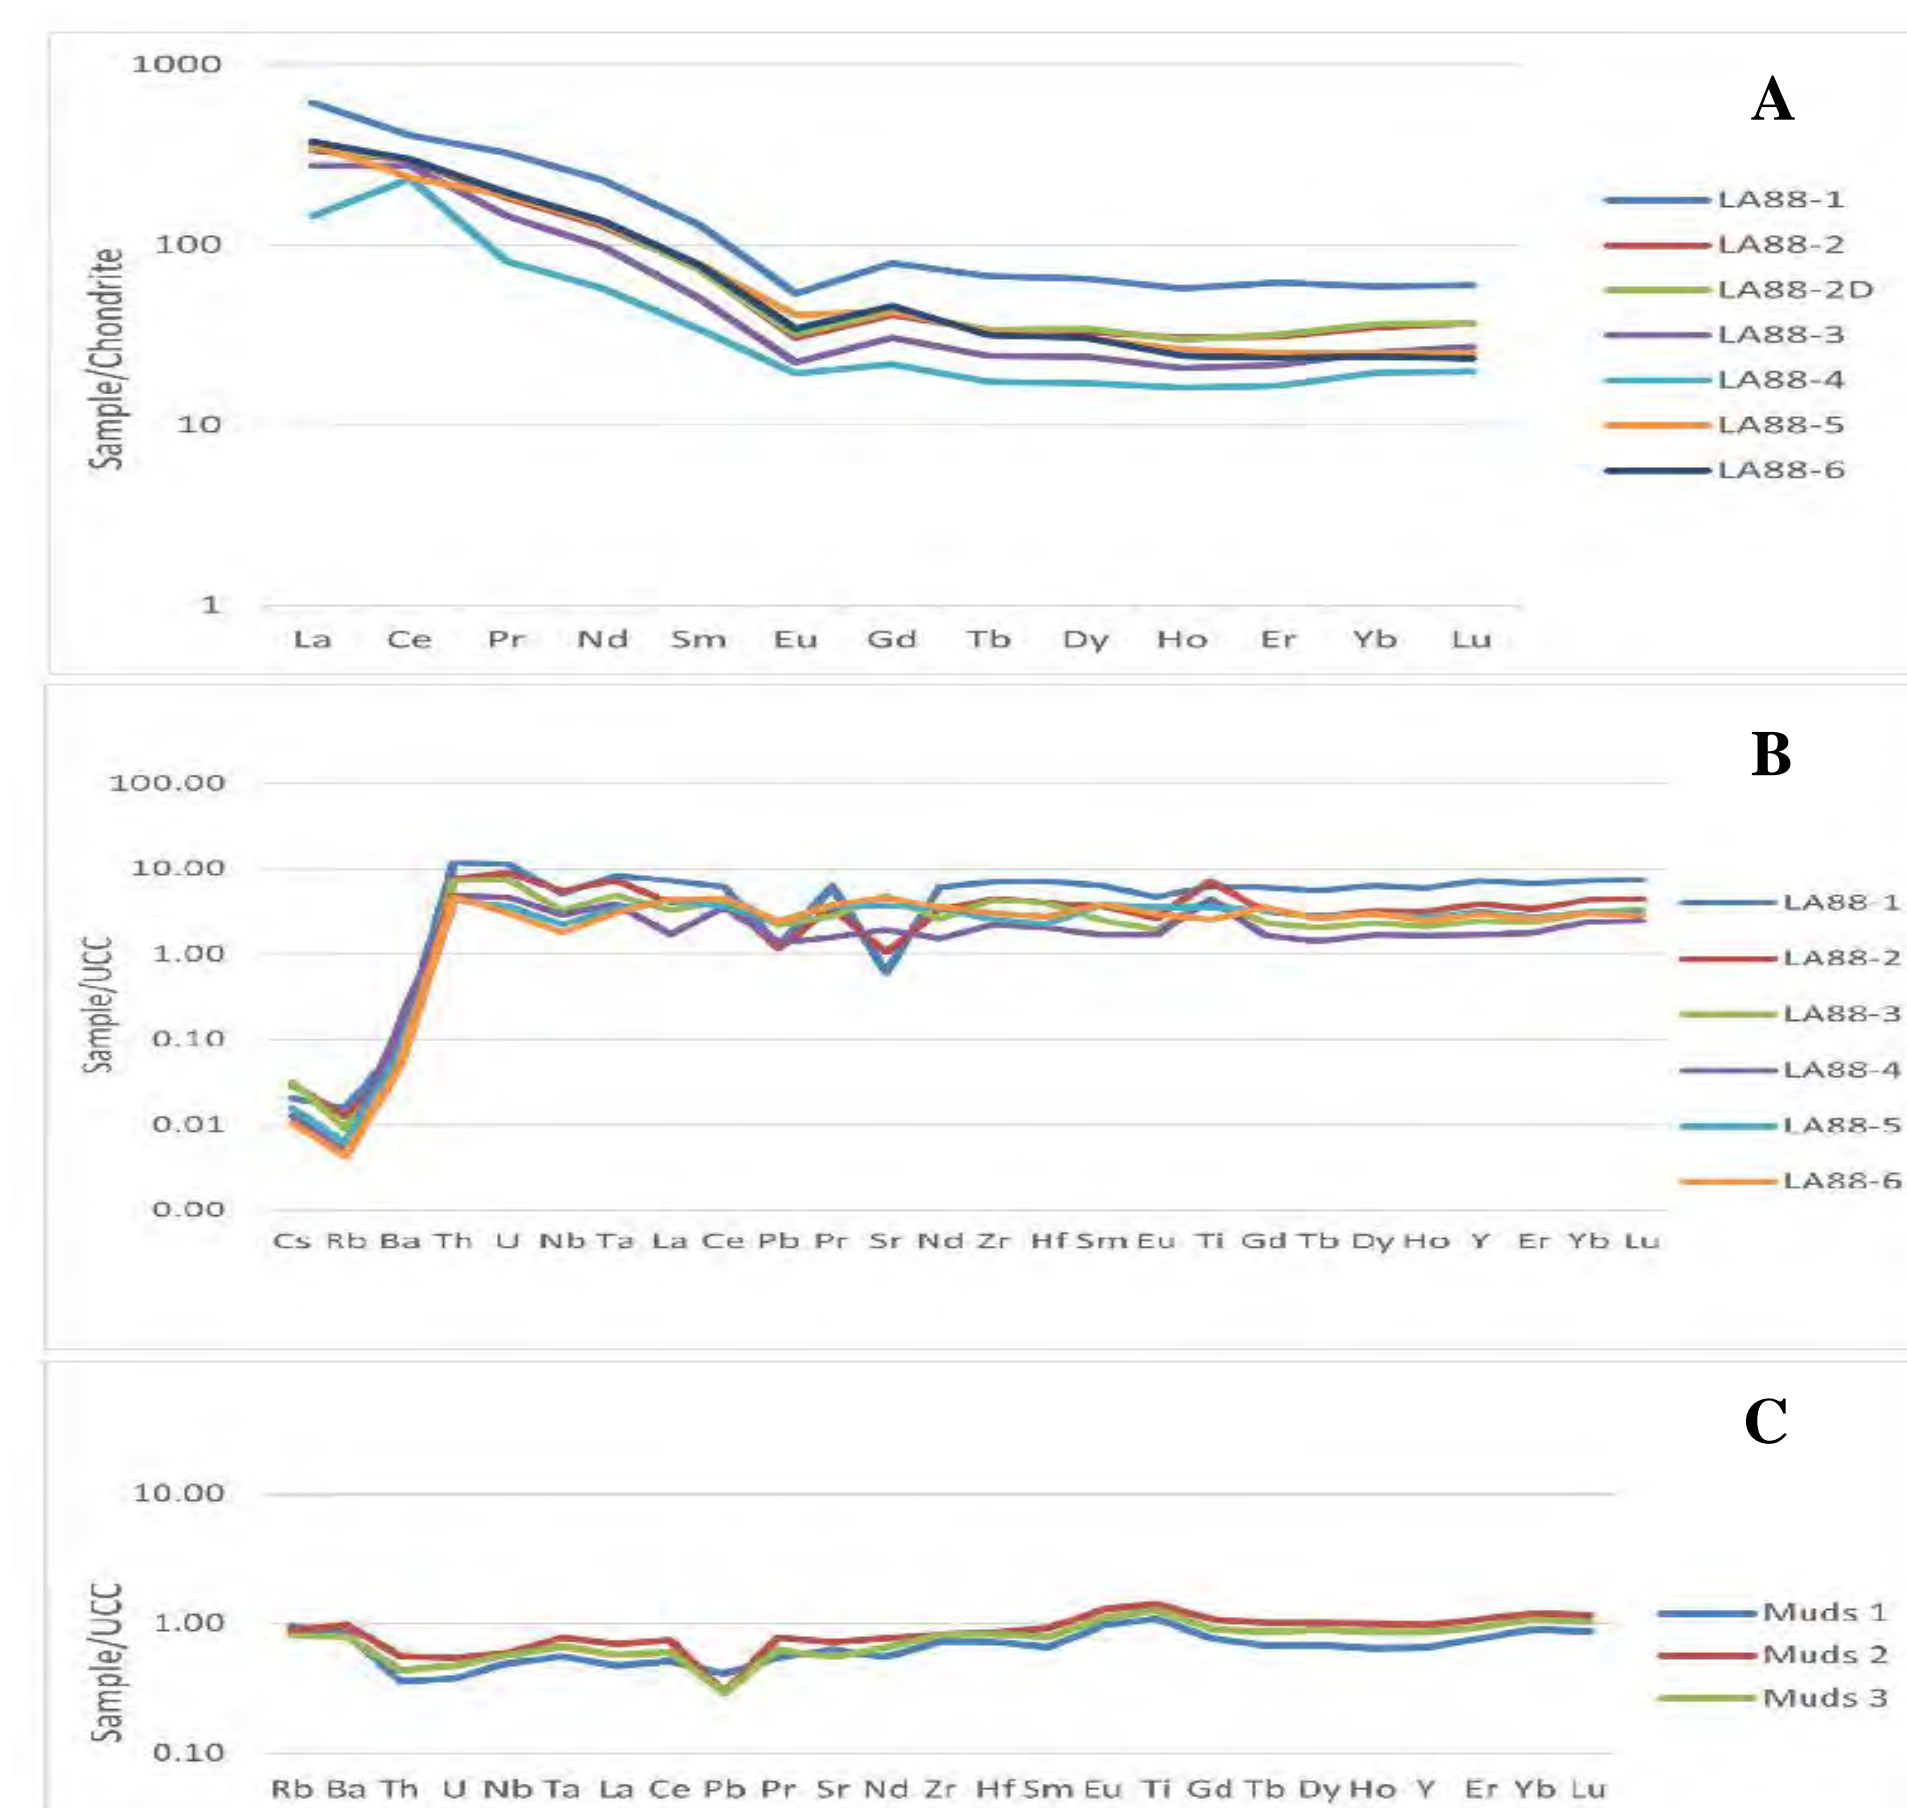 A
1000
100
10
1
Sample/Chondrite
La Ce Pr Nd Sm Eu Gd Tb Dy Ho Er Yb Lu
LA88-1
LA88-2
LA88-2D
LA88-3
LA88-4
LA88-5
LA88-6
B
100.00
10.00
1.00
0.10
0.01
0.00
Sample/UCC
Cs Rb Ba Th U Nb Ta La Ce Pb Pr Sr Nd Zr Hf Sm Eu Ti Gd Tb Dy Ho Y Er Yb Lu
LA88-1
LA88-2
LA88-3
LA88-4
LA88-5
LA88-6
C
10.00
1.00
0.10
Sample/UCC
Rb Ba Th U Nb Ta La Ce Pb Pr Sr Nd Zr Hf Sm Eu Ti Gd Tb Dy Ho Y Er Yb Lu
Muds 1
Muds 2
Muds 3